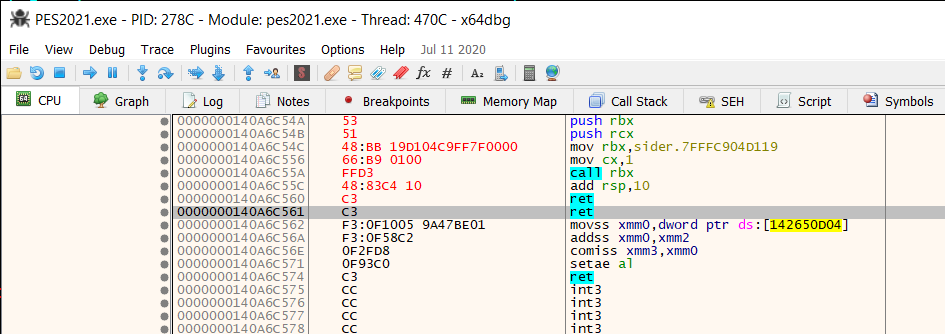 PES2021.exe - PID: 278C - Module: pes2021.exe - Thread: 470C - x64dbg
File View Debug Trace Plugins Favourites Options Help Jul 11 2020
fx # A2
CPU Graph Log Notes Breakpoints Memory Map Call Stack SEH Script Symbols
0000000140A6C54A 53 push rbx
0000000140A6C54B 51 push rcx
0000000140A6C54C 48:BB 19D104C9FF7F0000 mov rbx,sider.7FFFC904D119
0000000140A6C556 66:B9 0100 mov cx,1
0000000140A6C55A FFD3 call rbx
0000000140A6C55C 48:83C4 10 add rsp,10
0000000140A6C560 C3 ret
0000000140A6C561 C3 ret
0000000140A6C562 F3:0F1005 9A47BE01 movss xmm0,dword ptr ds:[142650D04]
0000000140A6C56A F3:0F58C2 addss xmm0,xmm2
0000000140A6C56E 0F2FD8 comiss xmm3,xmm0
0000000140A6C571 0F93C0 setae al
0000000140A6C574 C3 ret
0000000140A6C575 CC int3
0000000140A6C576 CC int3
0000000140A6C577 CC int3
0000000140A6C578 CC int3